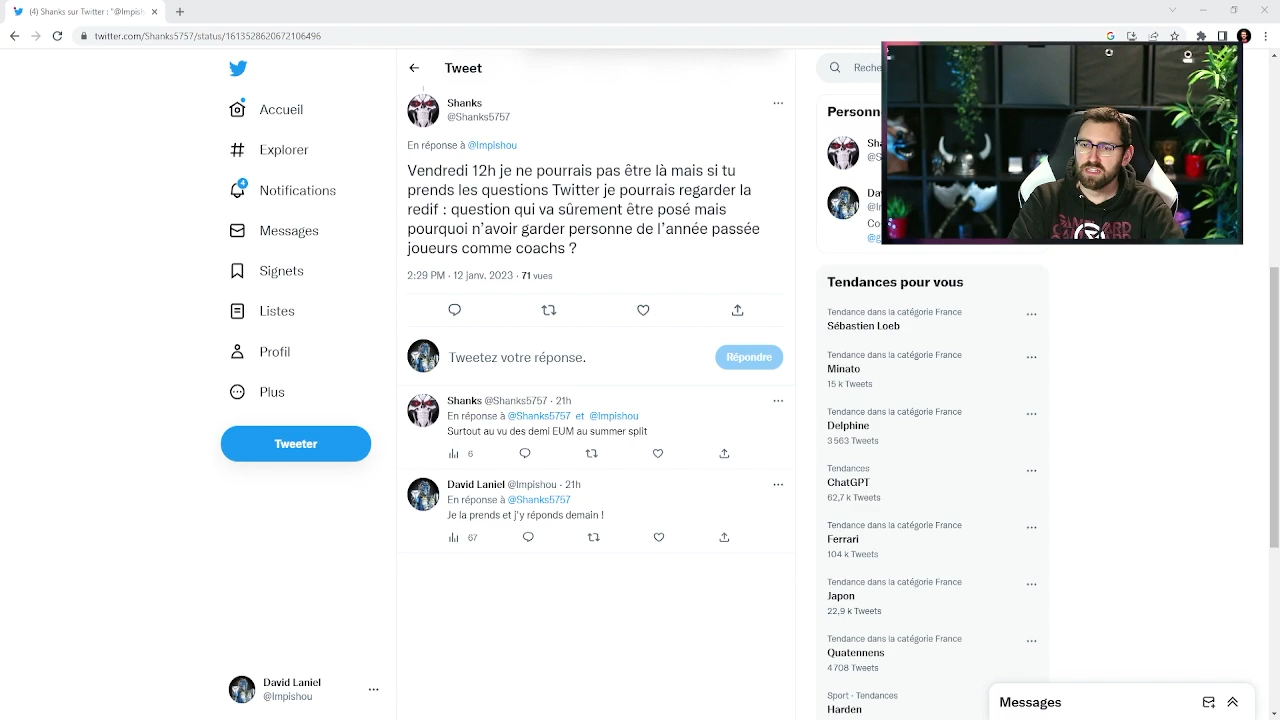 (4) Shanks sur Twitter : "@Impish
twitter.com/Shanks5757/status/1613528620672106496
Accueil
Explorer
4
Notifications
Messages
Signets
Listes
Profil
Plus
Tweeter
David Laniel
@Impishou
Tweet
Shanks
@Shanks5757
En réponse à @Impishou
Vendredi 12h je ne pourrais pas être là mais si tu
prends les questions Twitter je pourrais regarder la
redif : question qui va sûrement être posé mais
pourquoi n’avoir garder personne de l’année passée
joueurs comme coachs ?
2:29 PM · 12 janv. 2023 · 71 vues
Tweetez votre réponse.
Répondre
Shanks @Shanks5757 · 21h
En réponse à @Shanks5757 et @Impishou
Surtout au vu des demi EUM au summer split
6
David Laniel @Impishou · 21h
En réponse à @Shanks5757
Je la prends et j'y réponds demain !
67
Reche
Personn
Sha
@S
Da
@Im
Co
@g
Tendances pour vous
Tendance dans la catégorie France
Sébastien Loeb
Tendance dans la catégorie France
Minato
15 k Tweets
Tendance dans la catégorie France
Delphine
3 563 Tweets
Tendances
ChatGPT
62,7 k Tweets
Tendance dans la catégorie France
Ferrari
104 k Tweets
Tendance dans la catégorie France
Japon
22,9 k Tweets
Tendance dans la catégorie France
Quatennens
4 708 Tweets
Sport · Tendances
Harden
Messages